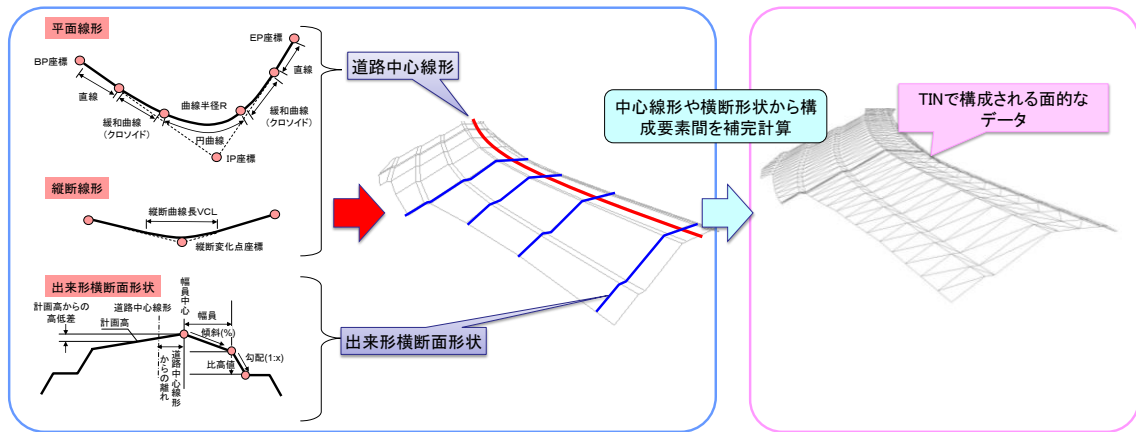 平面線形
EP座標
BP座標
直線
直線
曲線半径R
緩和曲線
(クロソイド)
緩和曲線
(クロソイド)
円曲線
IP座標
縦断線形
縦断曲線長VCL
縦断変化点座標
出来形横断面形状
幅員中心
計画高からの
高低差
道路中心線形
計画高
幅員
傾斜(%)
勾配(1:x)
比高値
道路中心線形
からの離れ
道路中心線形
出来形横断面形状
中心線形や横断形状から構
成要素間を補完計算
TINで構成される面的な
データ